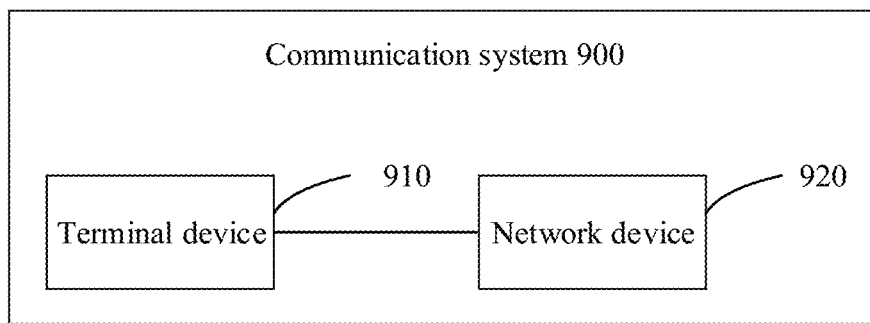 Communication system 900
910
920
Terminal device
Network device